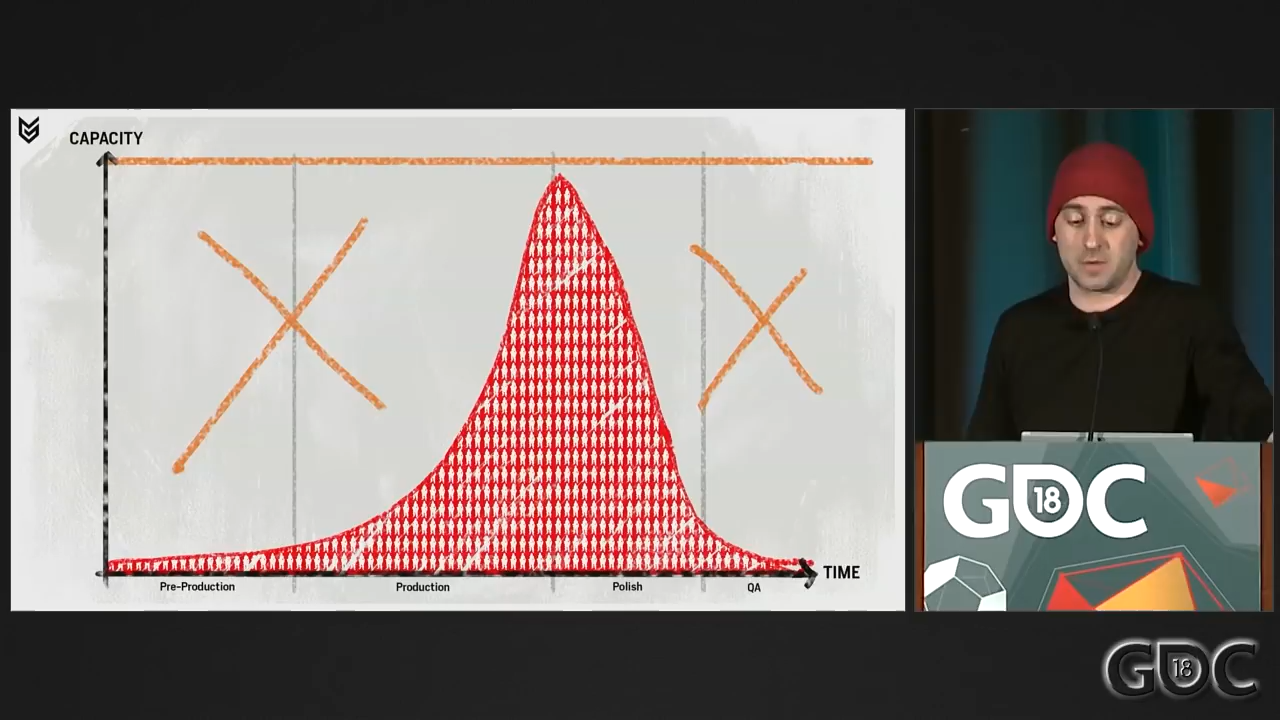 CAPACITY
TIME
Pre-Production
Production
Polish
QA
GDC
18
GDC
18